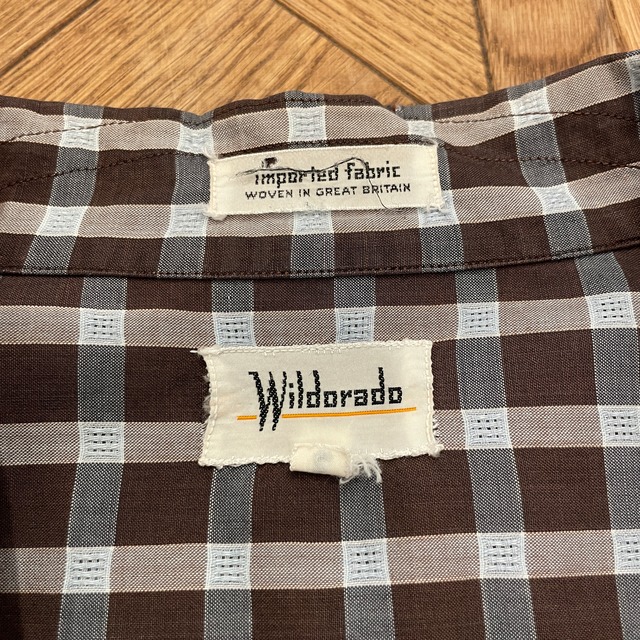 imported fabric
WOVEN IN GREAT BRITAIN
Wildorado